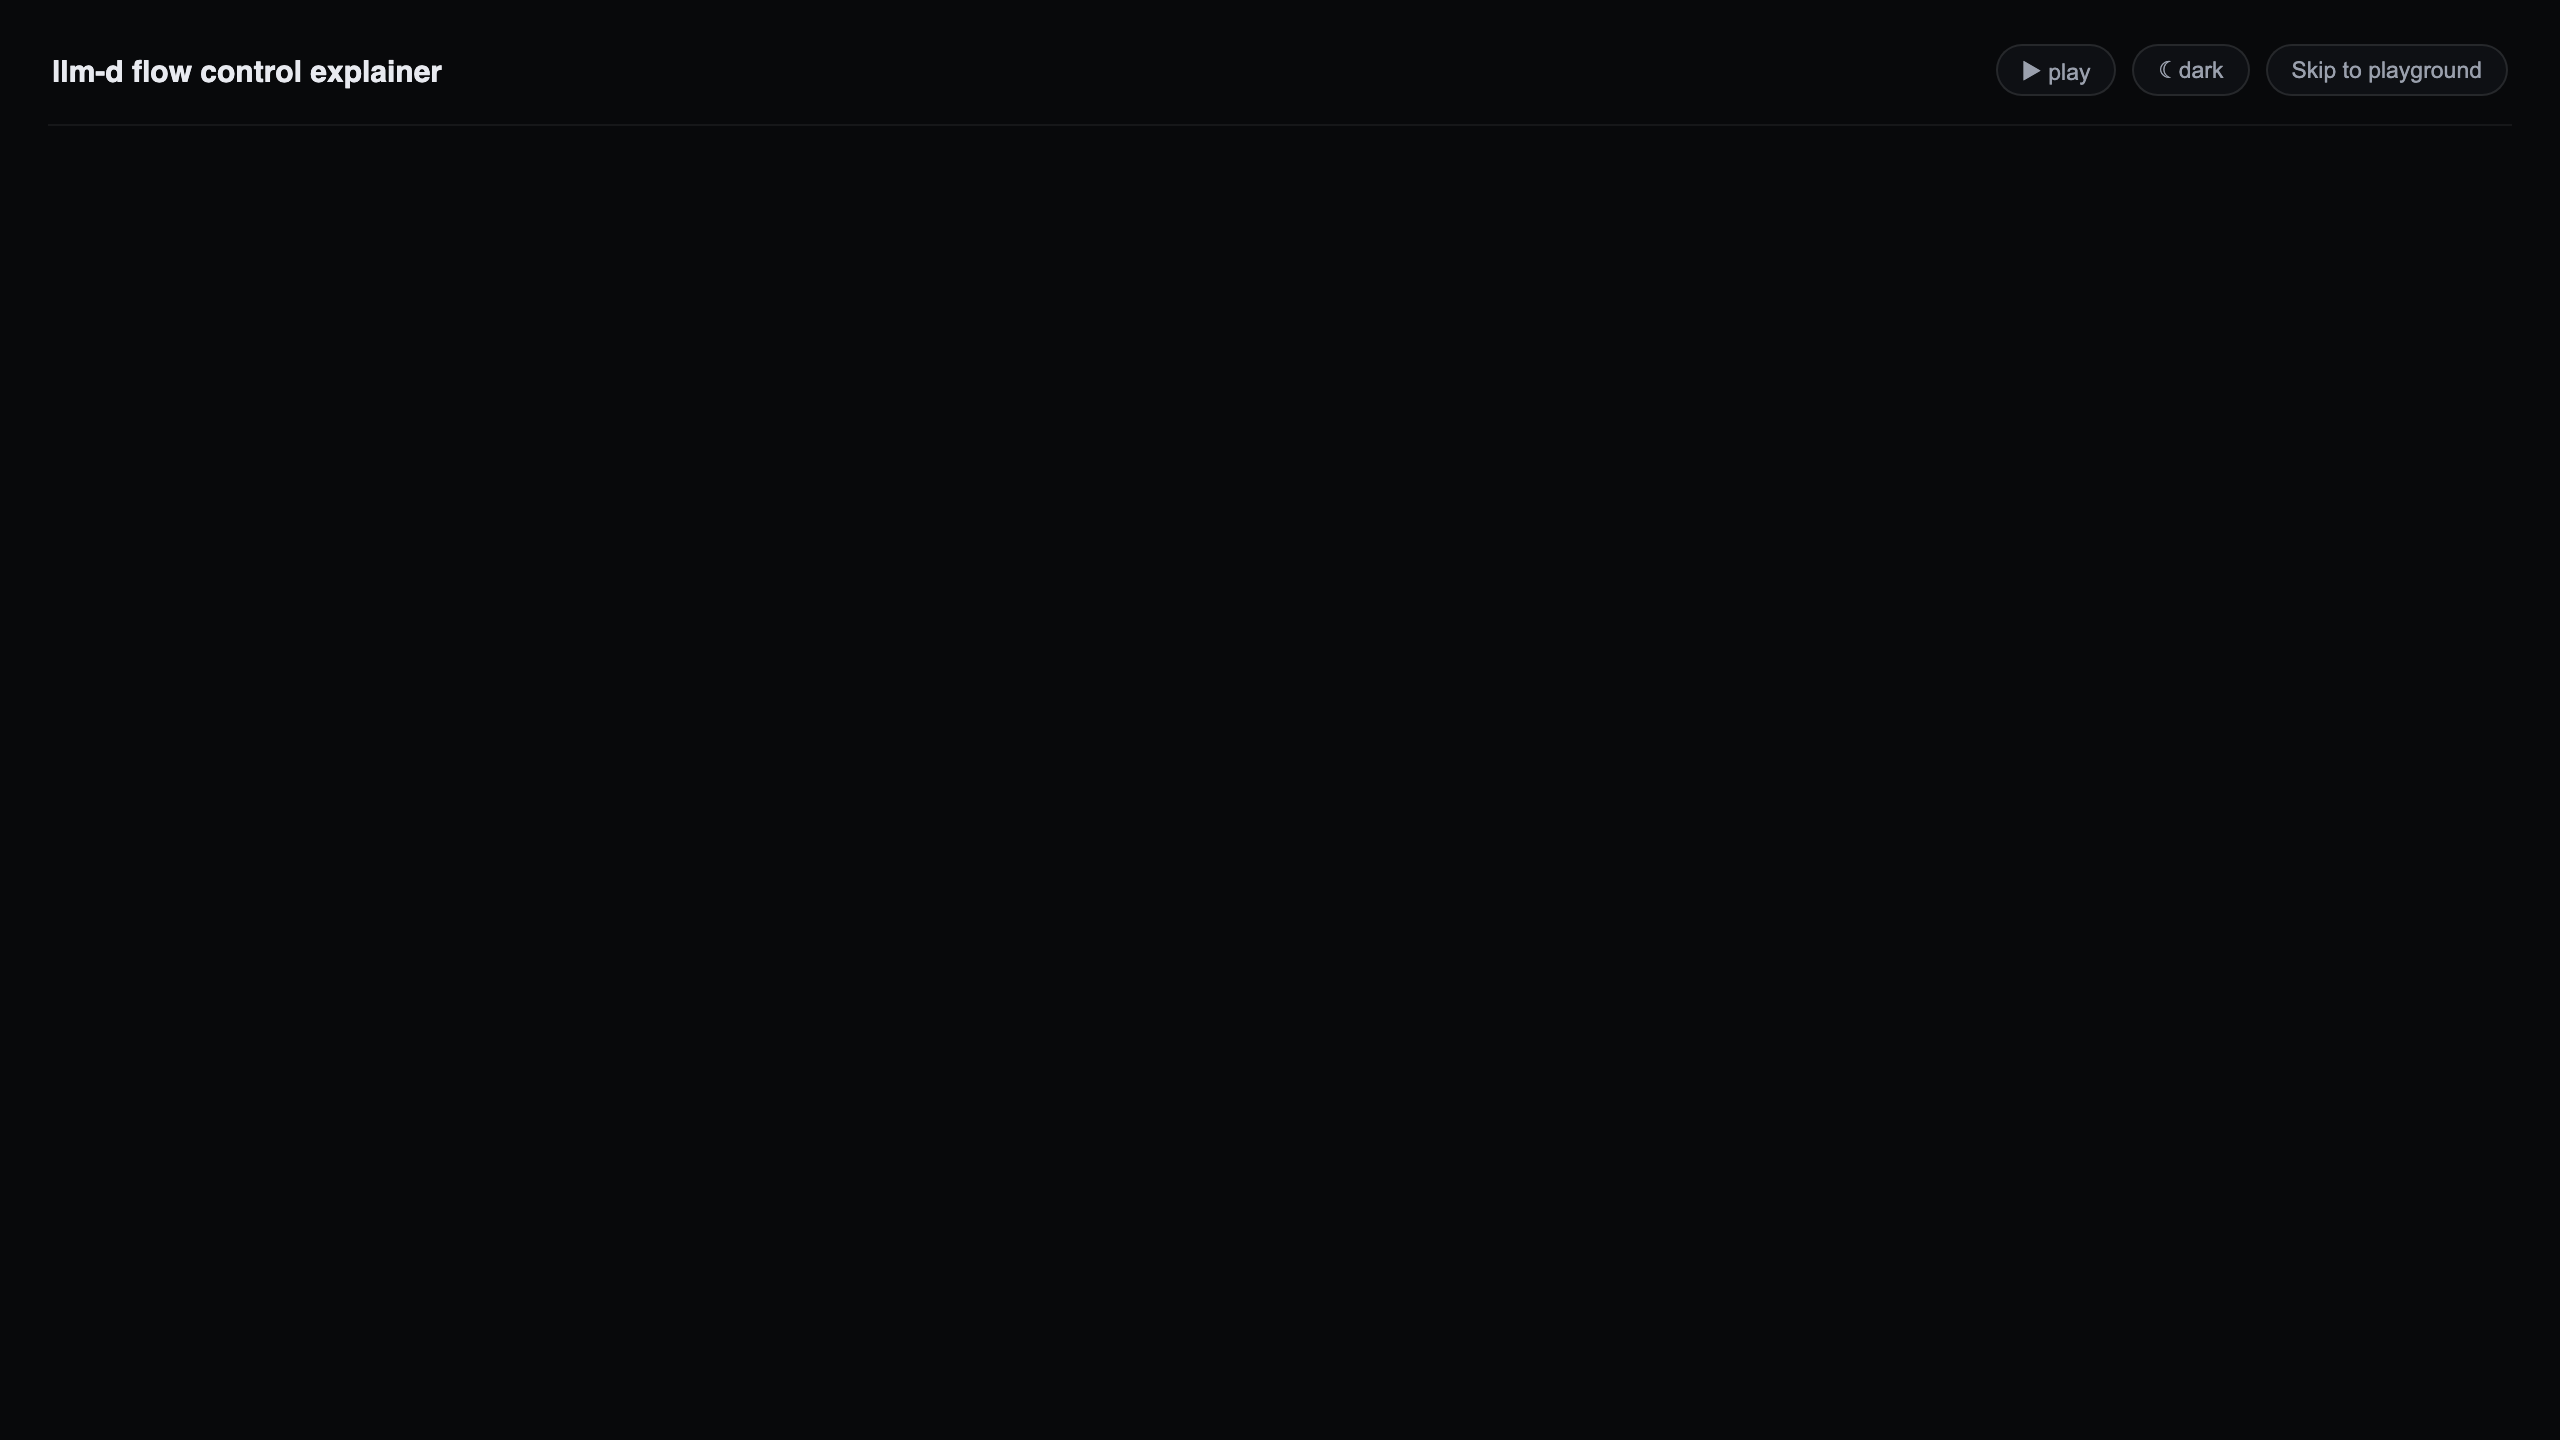 llm-d flow control explainer
▶ play
☾ dark
Skip to playground